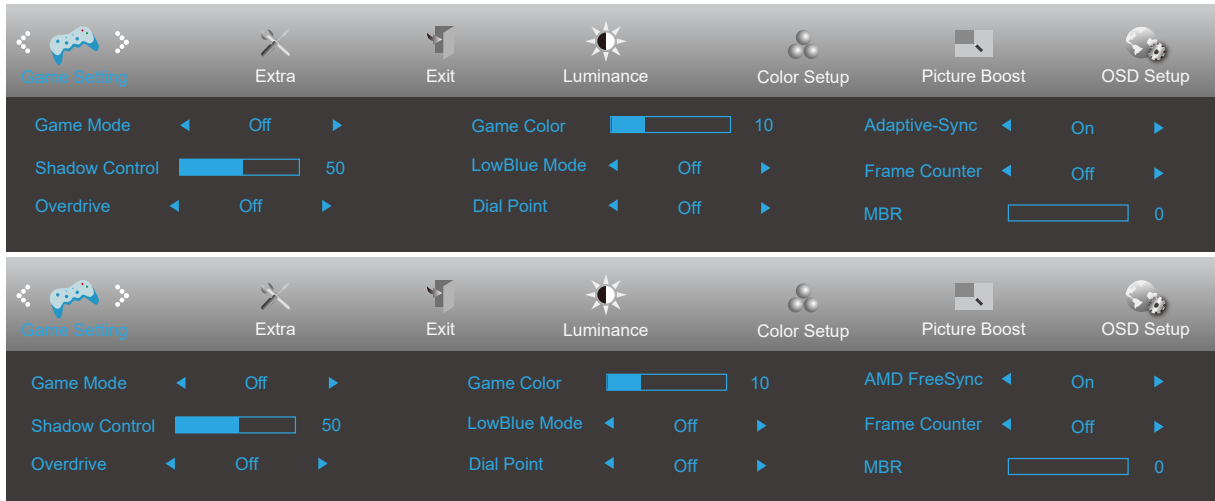 Game Setting Extra Exit Luminance Color Setup Picture Boost OSD Setup
Game Mode Off Game Color 10 Adaptive-Sync On
Shadow Control 50 LowBlue Mode Off Frame Counter Off
Overdrive Off Dial Point Off MBR 0
Game Setting Extra Exit Luminance Color Setup Picture Boost OSD Setup
Game Mode Off Game Color 10 AMD FreeSync On
Shadow Control 50 LowBlue Mode Off Frame Counter Off
Overdrive Off Dial Point Off MBR 0